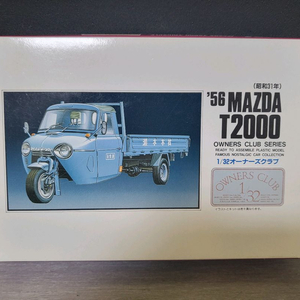 (昭和31年)
'56 MAZDA
T2000
OWNERS CLUB SERIES
READY TO ASSEMBLE PLASTIC MODEL
FAMOUS NOSTALGIC CAR COLLECTION
1/32オーナーズクラブ
OWNERS CLUB
1/32